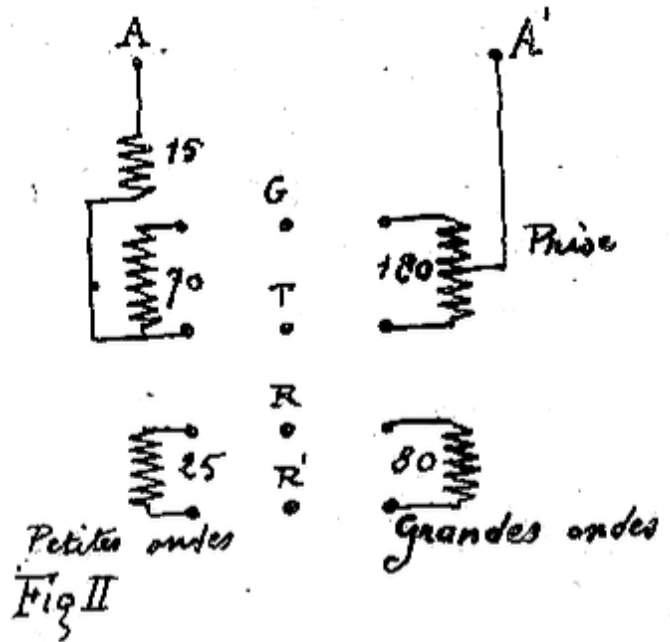 A A'
15
G
Prise
70 180
T
R
25 80
R'
Petites ondes Grandes ondes
Fig II